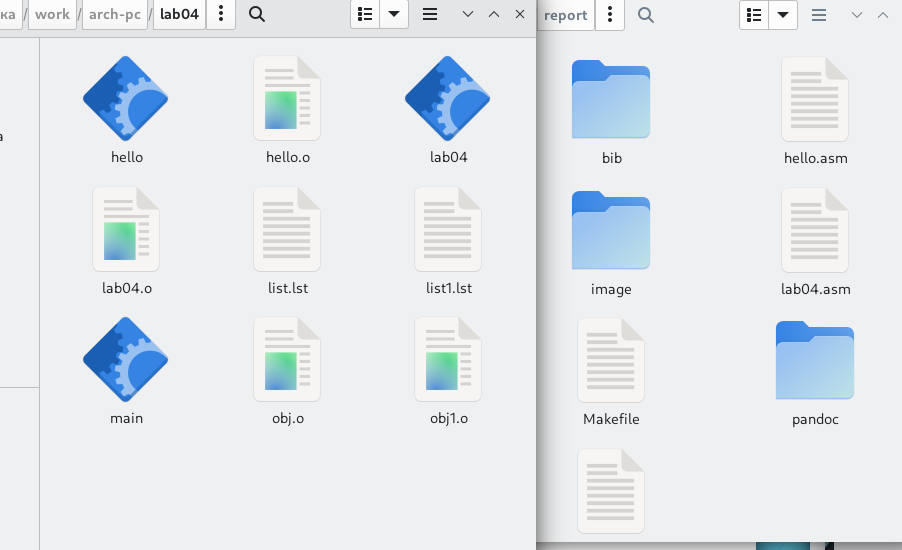 ка / work / arch-pc / lab04
hello hello.o lab04
lab04.o list.lst list1.lst
main obj.o obj1.o
report
bib hello.asm
image lab04.asm
Makefile pandoc